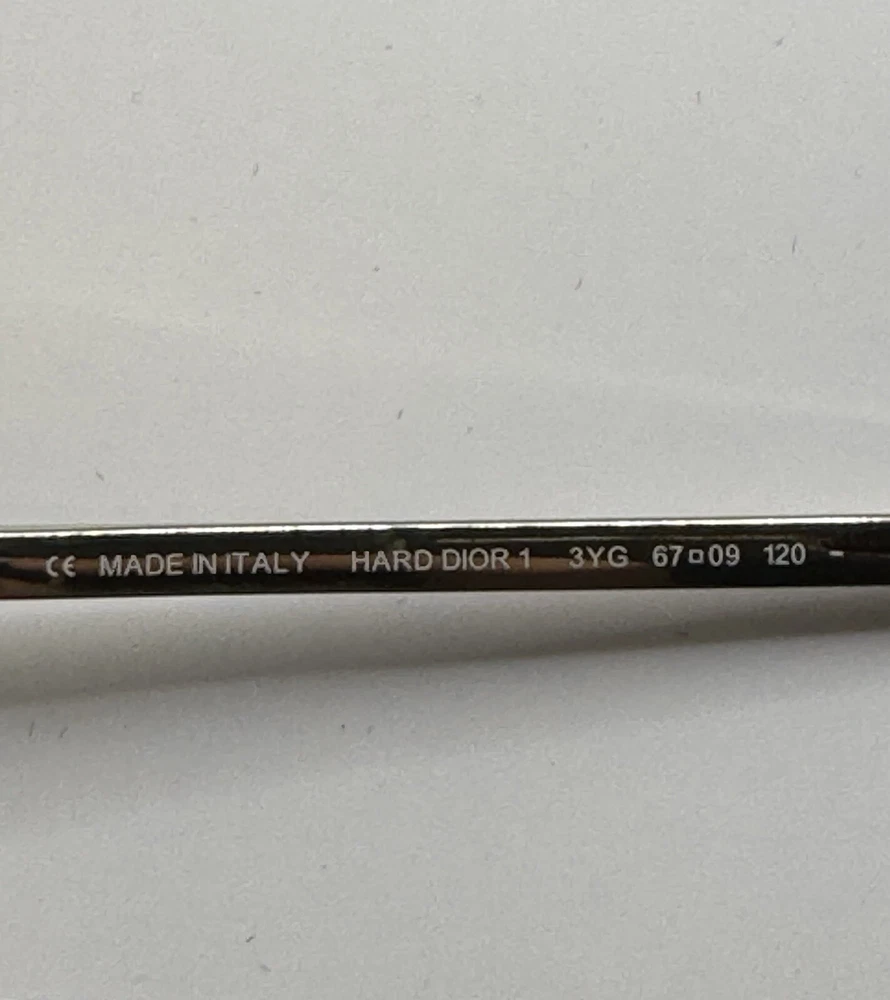 CE MADE IN ITALY HARD DIOR 1 3YG 67□09 120 -